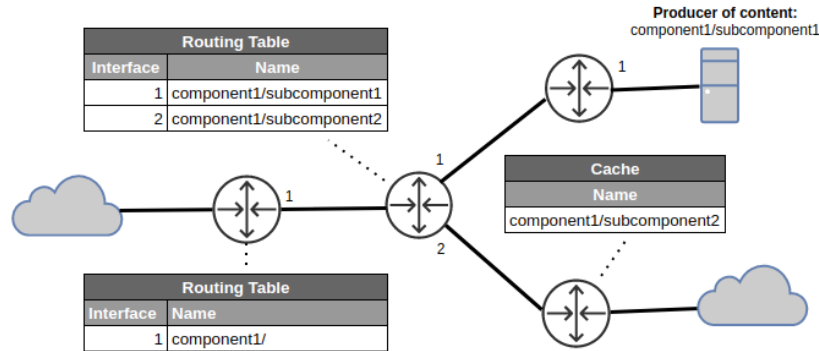 Producer of content:
component1/subcomponent1
Routing Table
Interface Name
1 component1/subcomponent1
2 component1/subcomponent2
1
1
1
2
Cache
Name
component1/subcomponent2
Routing Table
Interface Name
1 component1/